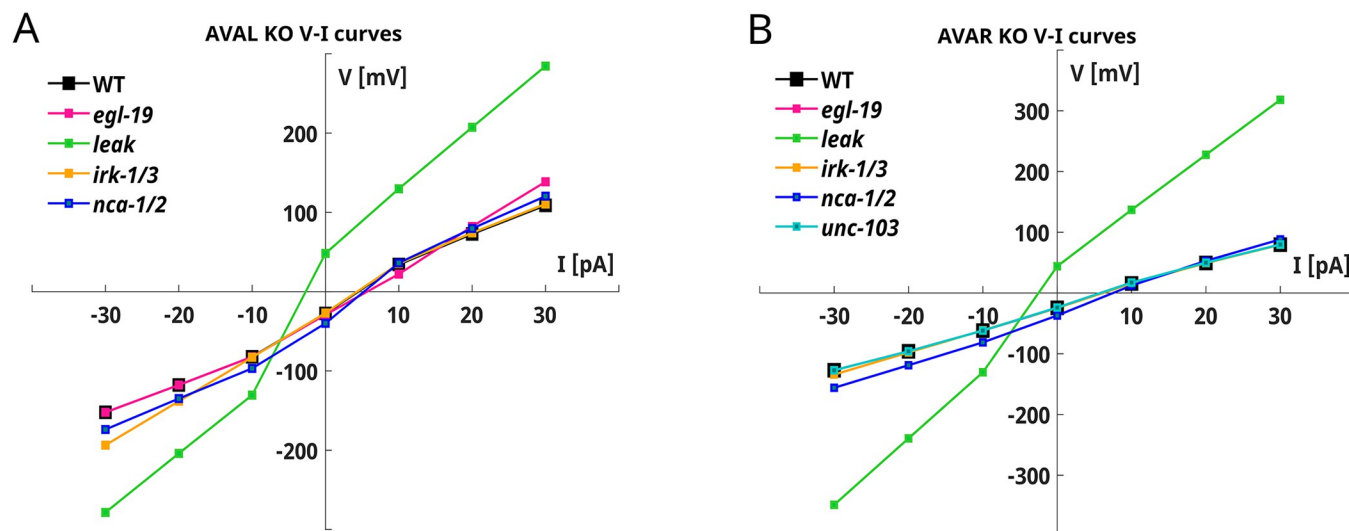 A
AVAL KO V-I curves
V [mV]
WT
egl-19
leak
irk-1/3
nca-1/2
200
100
I [pA]
-30 -20 -10 10 20 30
-100
-200
B
AVAR KO V-I curves
V [mV]
WT
egl-19
leak
irk-1/3
nca-1/2
unc-103
300
200
100
I [pA]
-30 -20 -10 10 20 30
-100
-200
-300